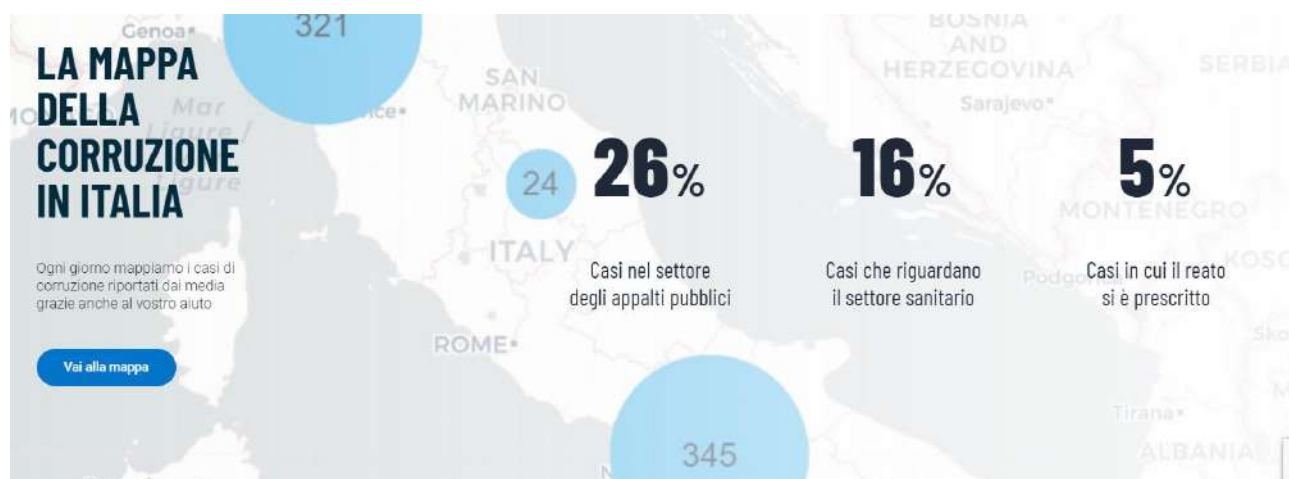 LA MAPPA
DELLA
CORRUZIONE
IN ITALIA
Ogni giorno mappiamo i casi di
corruzione riportati dai media
grazie anche al vostro aiuto
Vai alla mappa
26%
Casi nel settore
degli appalti pubblici
16%
Casi che riguardano
il settore sanitario
5%
Casi in cui il reato
si è prescritto
321
24
345
Genoa
Mar
Ligure /
Ligure
SAN
MARINO
ITALY
ROME
BOSNIA
AND
HERZEGOVINA
Sarajevo
SERBIA
MONTENEGRO
Tirana
ALBANIA